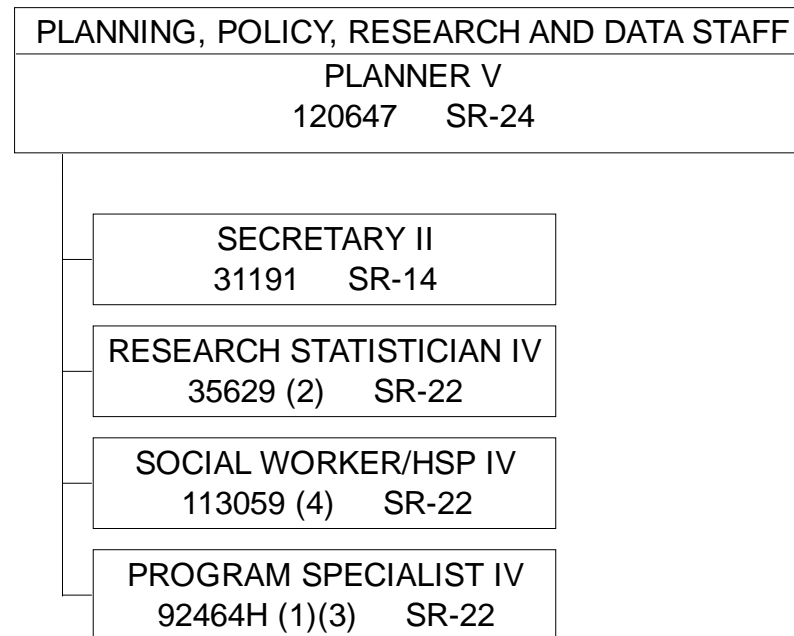 PLANNING, POLICY, RESEARCH AND DATA STAFF
PLANNER V
120647 SR-24
SECRETARY II
31191 SR-14
RESEARCH STATISTICIAN IV
35629 (2) SR-22
SOCIAL WORKER/HSP IV
113059 (4) SR-22
PROGRAM SPECIALIST IV
92464H (1)(3) SR-22